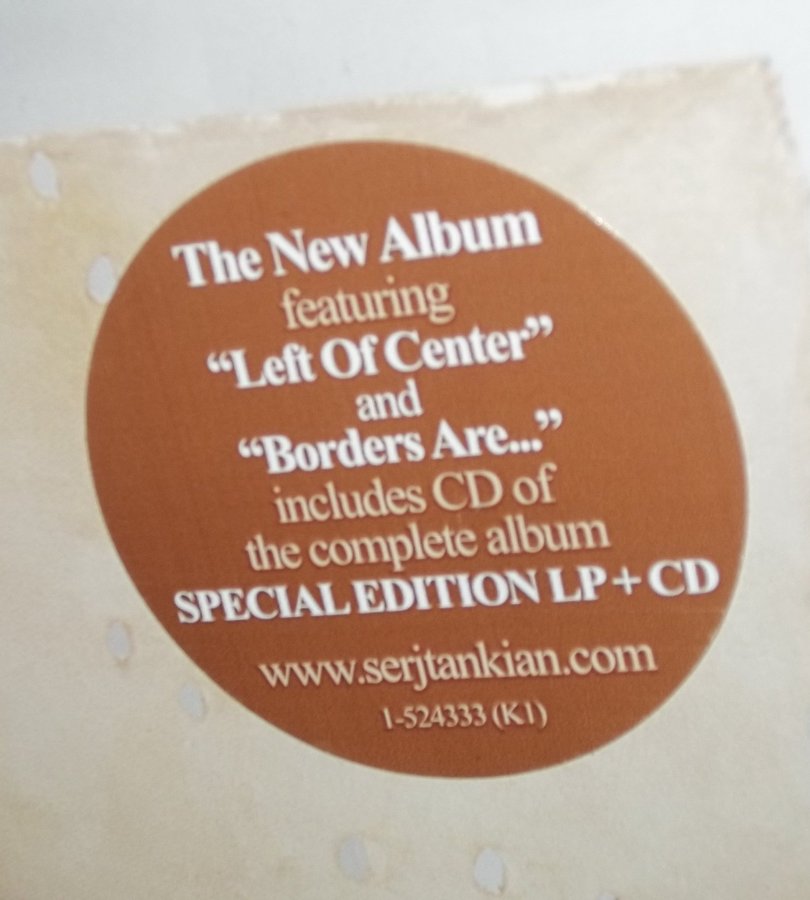 The New Album
featuring
“Left Of Center”
and
“Borders Are...”
includes CD of
the complete album
SPECIAL EDITION LP + CD
www.serjtankian.com
1-524333 (K1)